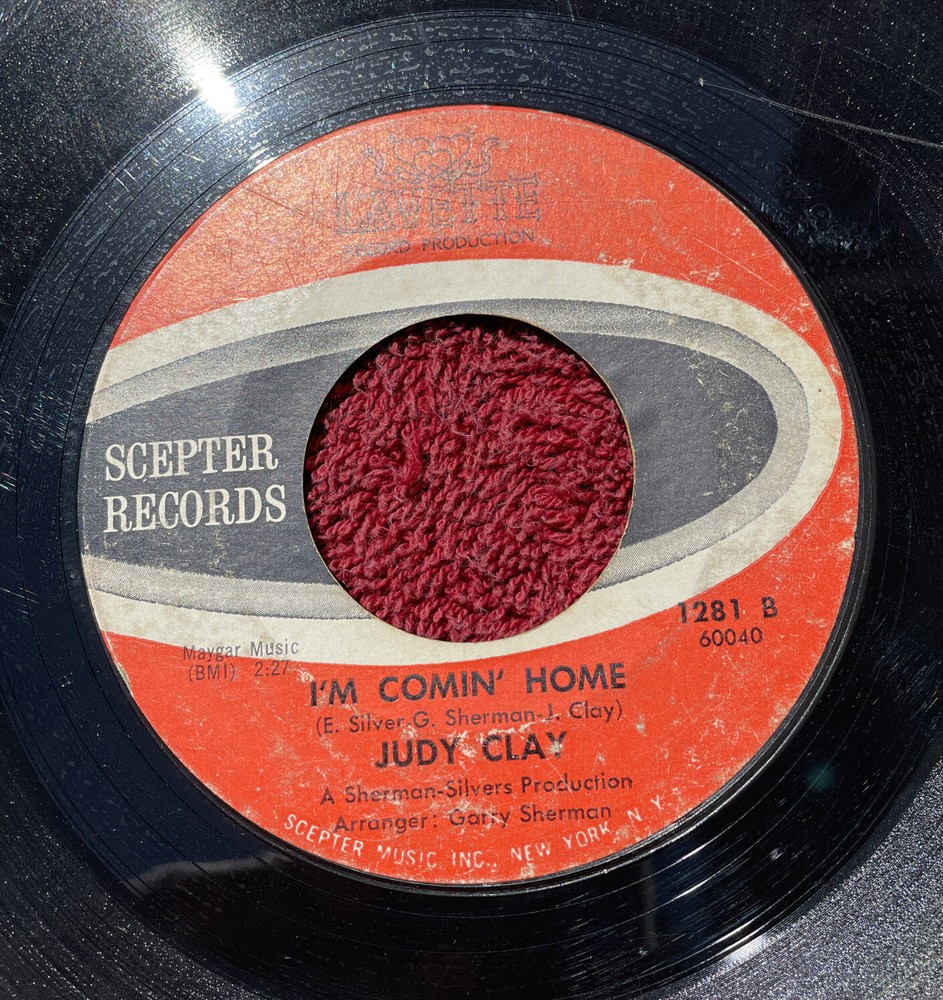 LAVETTE
RECORD PRODUCTION
SCEPTER
RECORDS
1281 B
60040
Maygar Music
(BMI) 2:27
I'M COMIN' HOME
(E. Silver-G. Sherman-J. Clay)
JUDY CLAY
A Sherman-Silvers Production
Arranger: Garry Sherman
SCEPTER MUSIC INC., NEW YORK, N.Y.